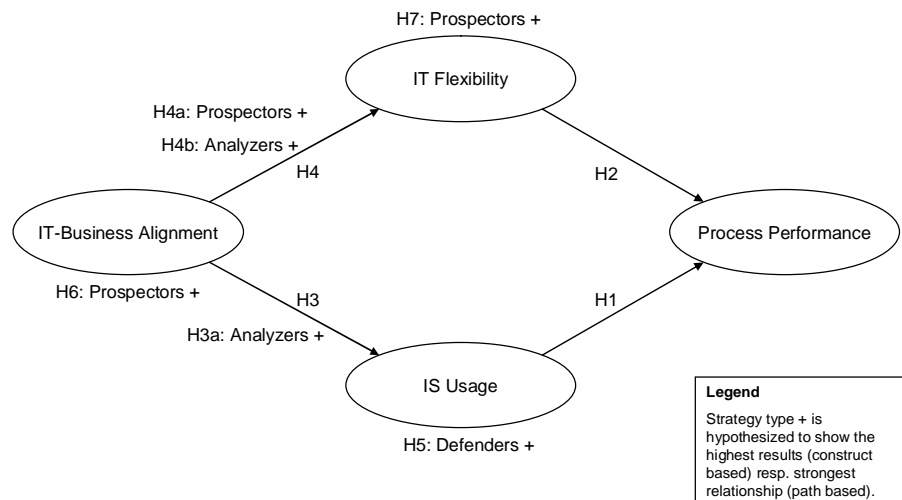 H7: Prospectors +
IT Flexibility
H4a: Prospectors +
H4b: Analyzers +
H4
H2
IT-Business Alignment
Process Performance
H6: Prospectors +
H3
H1
H3a: Analyzers +
IS Usage
H5: Defenders +
Legend
Strategy type + is
hypothesized to show the
highest results (construct
based) resp. strongest
relationship (path based).